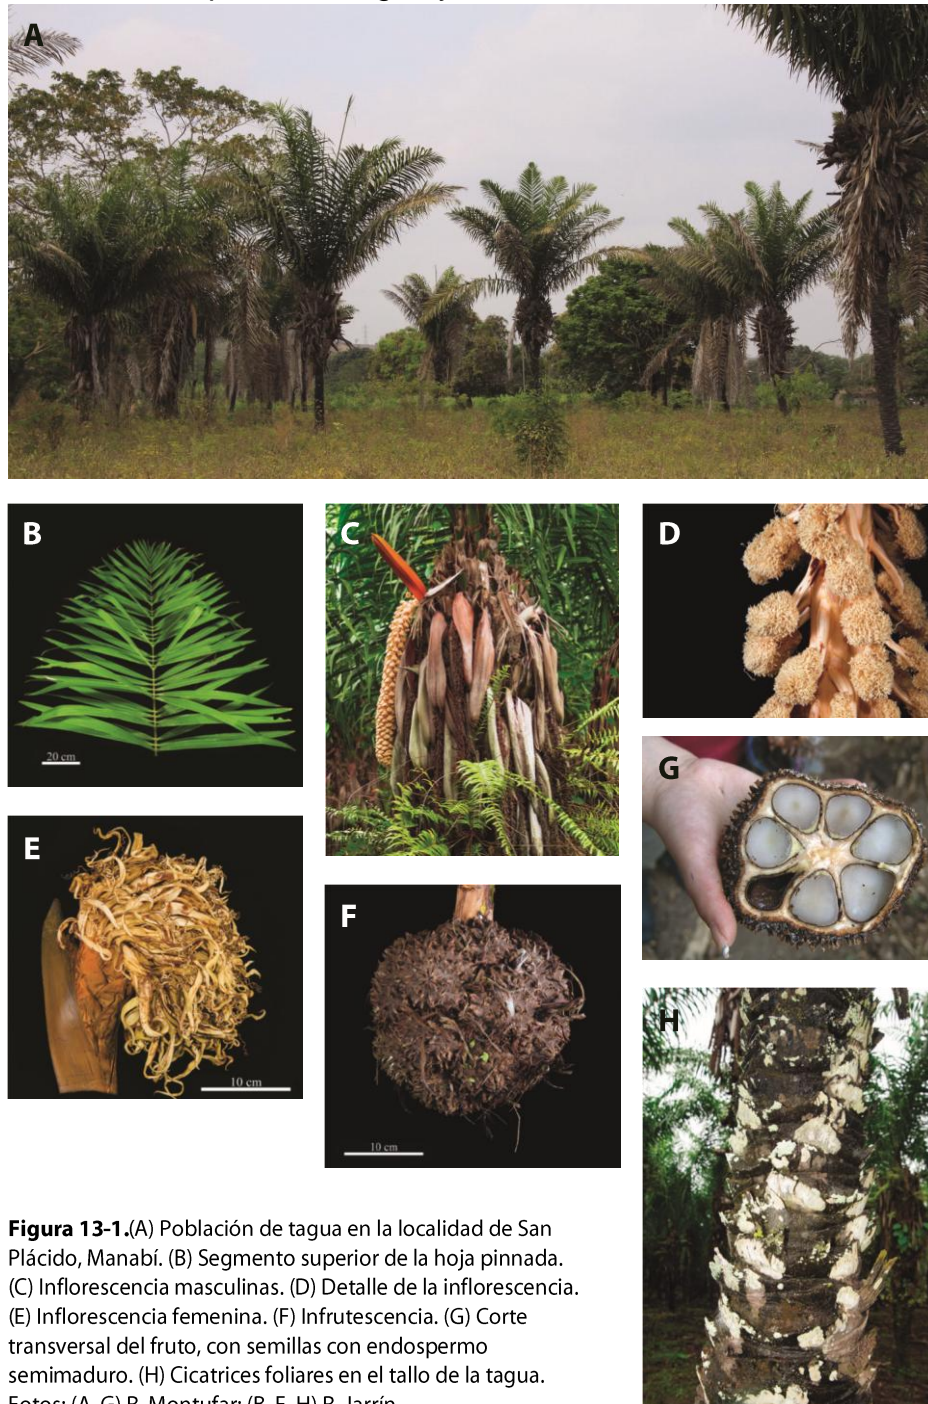 A
B
20 cm
C
D
G
E
10 cm
F
10 cm
H
Figura 13-1.(A) Población de tagua en la localidad de San
Plácido, Manabí. (B) Segmento superior de la hoja pinnada.
(C) Inflorescencia masculinas. (D) Detalle de la inflorescencia.
(E) Inflorescencia femenina. (F) Infrutescencia. (G) Corte
transversal del fruto, con semillas con endospermo
semimaduro. (H) Cicatrices foliares en el tallo de la tagua.